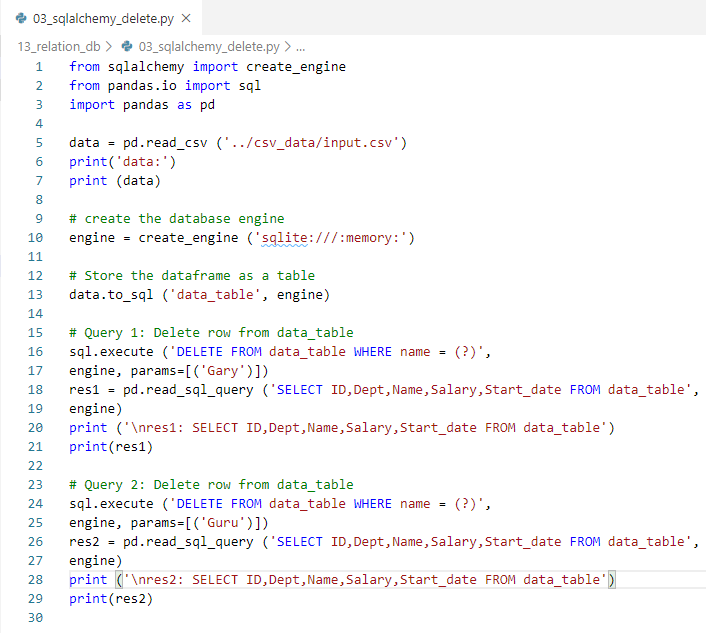 03_sqlalchemy_delete.py ×
13_relation_db > 03_sqlalchemy_delete.py > ...
1 from sqlalchemy import create_engine
2 from pandas.io import sql
3 import pandas as pd
4
5 data = pd.read_csv ('../csv_data/input.csv')
6 print('data:')
7 print (data)
8
9 # create the database engine
10 engine = create_engine ('sqlite:///:memory:')
11
12 # Store the dataframe as a table
13 data.to_sql ('data_table', engine)
14
15 # Query 1: Delete row from data_table
16 sql.execute ('DELETE FROM data_table WHERE name = (?)',
17 engine, params=[('Gary')])
18 res1 = pd.read_sql_query ('SELECT ID,Dept,Name,Salary,Start_date FROM data_table',
19 engine)
20 print ('\nres1: SELECT ID,Dept,Name,Salary,Start_date FROM data_table')
21 print(res1)
22
23 # Query 2: Delete row from data_table
24 sql.execute ('DELETE FROM data_table WHERE name = (?)',
25 engine, params=[('Guru')])
26 res2 = pd.read_sql_query ('SELECT ID,Dept,Name,Salary,Start_date FROM data_table',
27 engine)
28 print ('\nres2: SELECT ID,Dept,Name,Salary,Start_date FROM data_table')
29 print(res2)
30